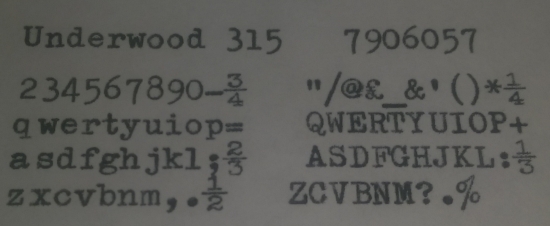 Underwood 315 7906057
234567890-¾ "/@£_&'()*¼
qwertyuiop= QWERTYUIOP+
asdfghjkl;⅔ ASDFGHJKL:⅓
zxcvbnm,.½ ZCVBNM?.%